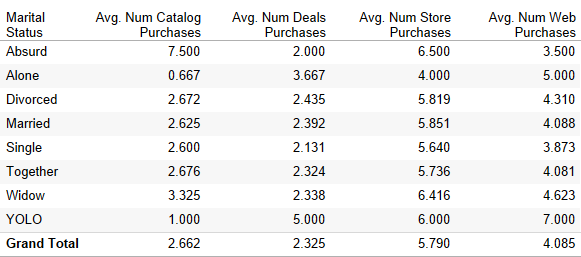 Marital Status Avg. Num Catalog Purchases Avg. Num Deals Purchases Avg. Num Store Purchases Avg. Num Web Purchases
Absurd 7.500 2.000 6.500 3.500
Alone 0.667 3.667 4.000 5.000
Divorced 2.672 2.435 5.819 4.310
Married 2.625 2.392 5.851 4.088
Single 2.600 2.131 5.640 3.873
Together 2.676 2.324 5.736 4.081
Widow 3.325 2.338 6.416 4.623
YOLO 1.000 5.000 6.000 7.000
Grand Total 2.662 2.325 5.790 4.085